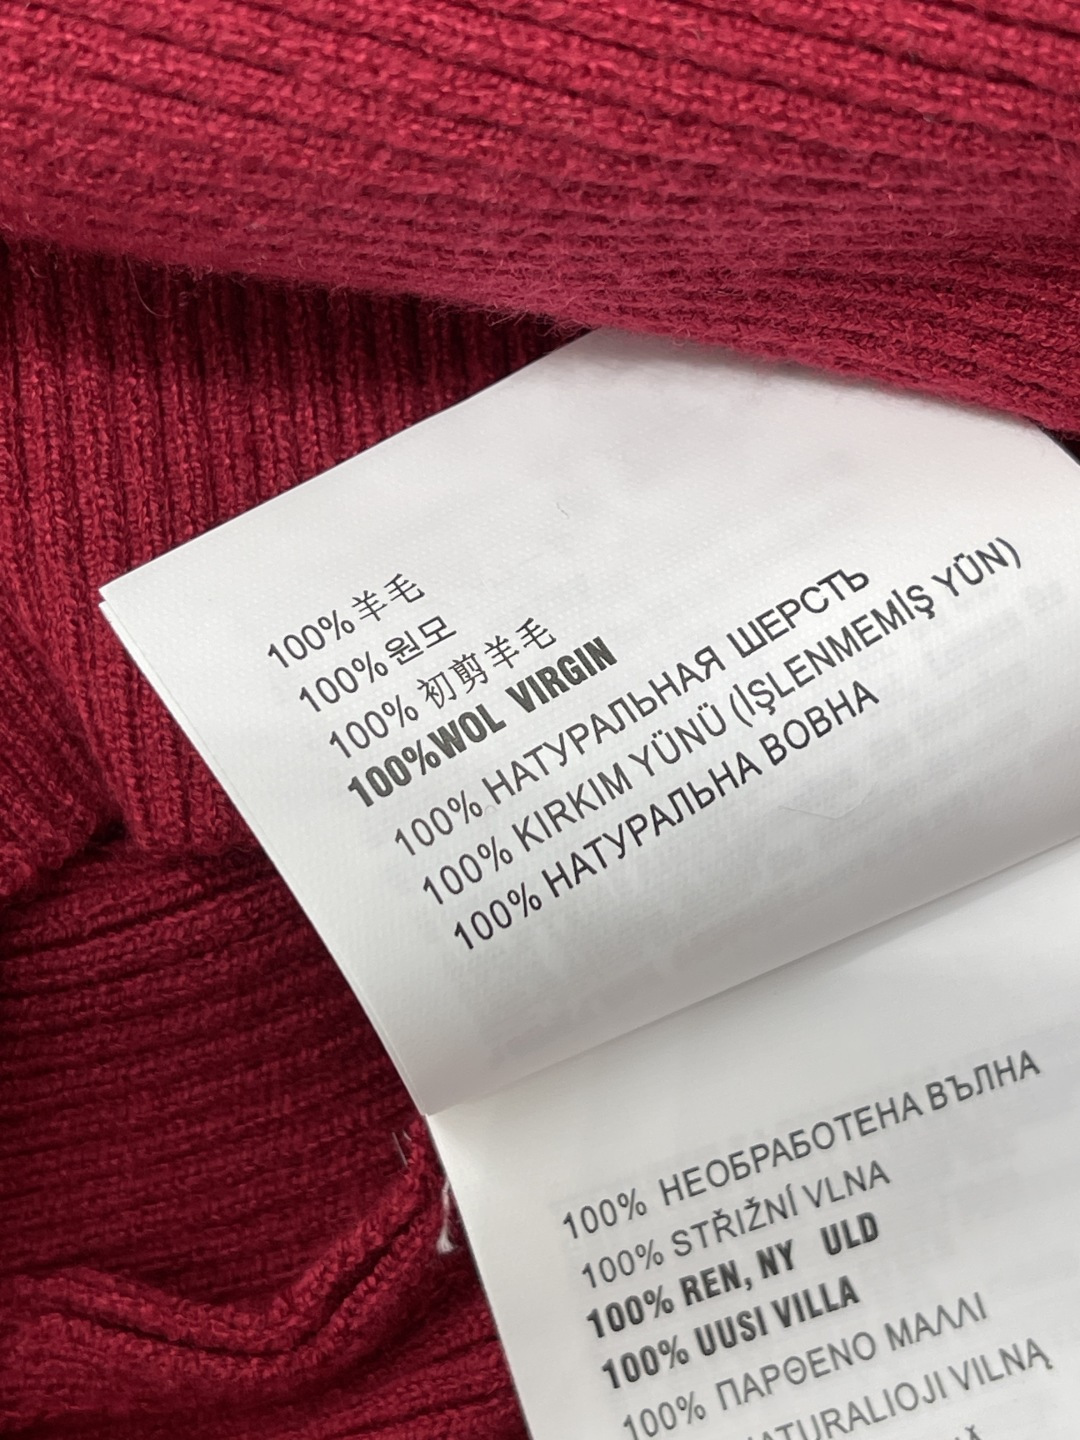 100%羊毛
100%원모
100% 初剪羊毛
100%WOL VIRGIN
100% НАТУРАЛЬНАЯ ШЕРСТЬ
100% KIRKIM YÜNÜ (İŞLENMEMİŞ YÜN)
100% НАТУРАЛЬНА ВОВНА
100% НЕОБРАБОТЕНА ВЪЛНА
100% STŘIŽNÍ VLNA
100% REN, NY ULD
100% UUSI VILLA
100% ΠΑΡΘΕΝΟ ΜΑΛΛΙ
VILNĄ